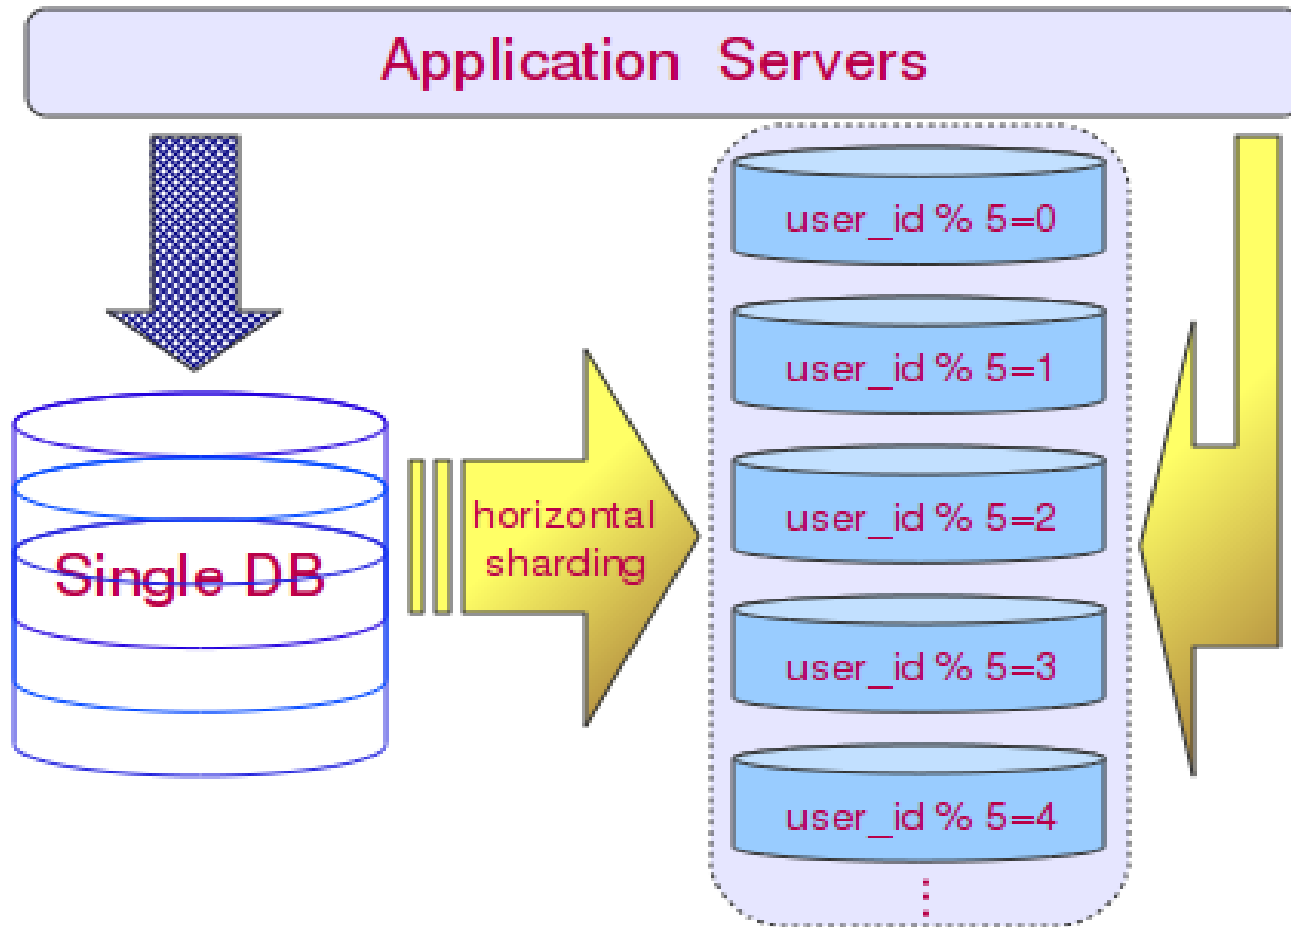 Application Servers
user_id % 5=0
user_id % 5=1
user_id % 5=2
user_id % 5=3
user_id % 5=4
Single DB
horizontal
sharding